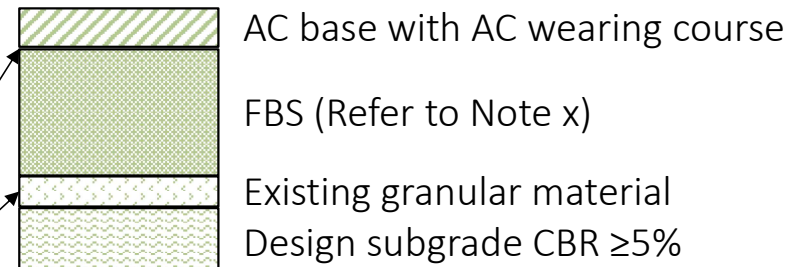 AC base with AC wearing course
FBS (Refer to Note x)
Existing granular material
Design subgrade CBR ≥5%